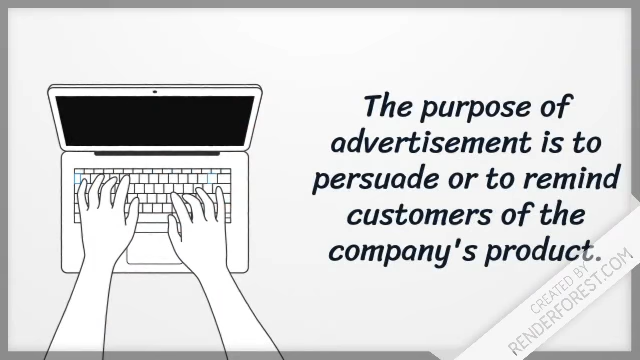 The purpose of
advertisement is to
persuade or to remind
customers of the
company's product.
CREATED BY
RENDERFOREST.COM